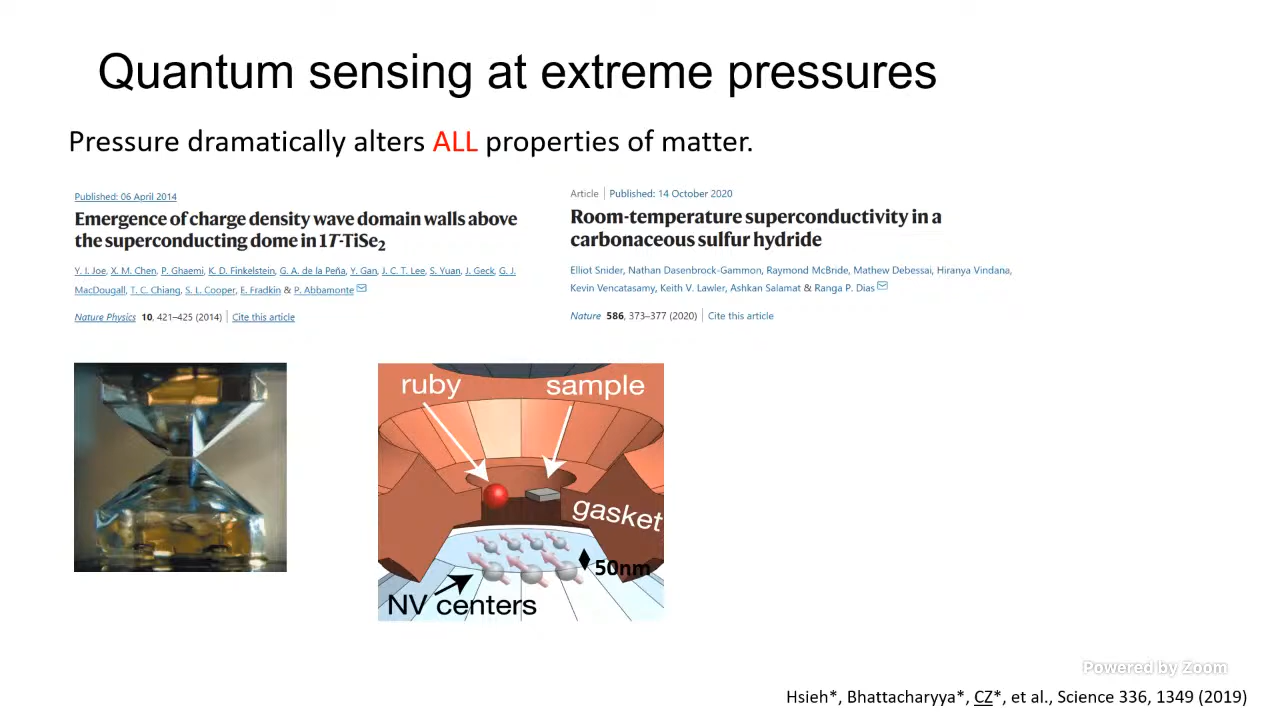 Quantum sensing at extreme pressures
Pressure dramatically alters ALL properties of matter.
Published: 06 April 2014
Emergence of charge density wave domain walls above
the superconducting dome in 1T-TiSe2
Y. I. Joe, X. M. Chen, P. Ghaemi, K. D. Finkelstein, G. A. de la Peña, Y. Gan, J. C. T. Lee, S. Yuan, J. Geck, G. J.
MacDougall, T. C. Chiang, S. L. Cooper, E. Fradkin & P. Abbamonte
Nature Physics 10, 421–425 (2014) | Cite this article
Article | Published: 14 October 2020
Room-temperature superconductivity in a
carbonaceous sulfur hydride
Elliot Snider, Nathan Dasenbrock-Gammon, Raymond McBride, Mathew Debessai, Hiranya Vindana,
Kevin Vencatasamy, Keith V. Lawler, Ashkan Salamat & Ranga P. Dias
Nature 586, 373–377 (2020) | Cite this article
ruby
sample
gasket
50nm
NV centers
Powered by Zoom
Hsieh*, Bhattacharyya*, CZ*, et al., Science 336, 1349 (2019)